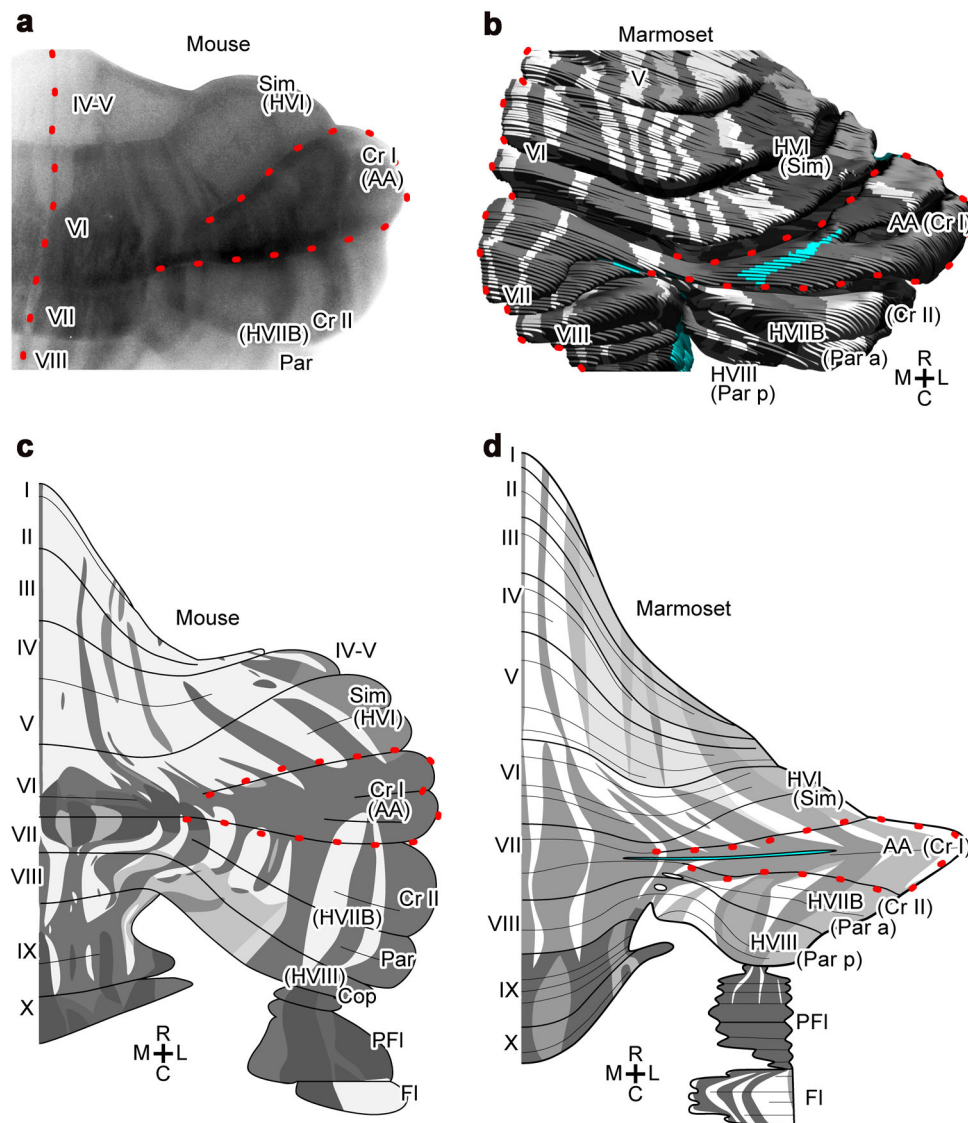 a
Mouse
IV-V
Sim
(HVI)
Cr I
(AA)
VI
VII
Cr II
(HVIIB)
VIII
Par
b
Marmoset
V
VI
HVI
(Sim)
AA (Cr I)
VII
(Cr II)
VIII
HVIIB
(Par a)
HVIII
(Par p)
R
M L
C
c
Mouse
I
II
III
IV
V
VI
VII
VIII
IX
X
IV-V
Sim
(HVI)
Cr I
(AA)
Cr II
(HVIIB)
Par
(HVIII)
Cop
PFl
Fl
R
M L
C
d
Marmoset
I
II
III
IV
V
VI
VII
VIII
IX
X
HVI
(Sim)
AA (Cr I)
HVIIB
(Cr II)
(Par a)
HVIII
(Par p)
PFl
Fl
R
M L
C